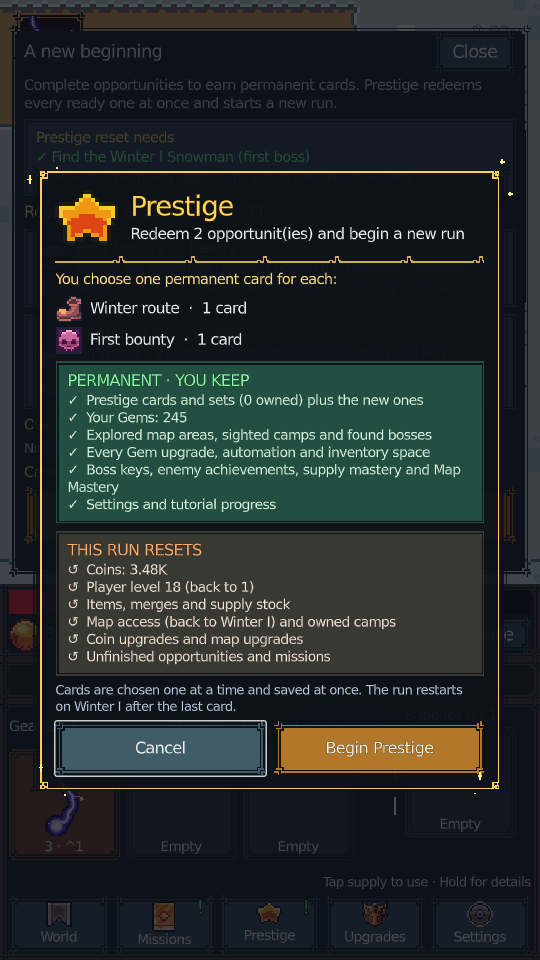 A new beginning
Close
Complete opportunities to earn permanent cards. Prestige redeems
every ready one at once and starts a new run.
Prestige reset needs
✓ Find the Winter I Snowman (first boss)
Prestige
Redeem 2 opportunit(ies) and begin a new run
You choose one permanent card for each:
Winter route · 1 card
First bounty · 1 card
PERMANENT · YOU KEEP
✓ Prestige cards and sets (0 owned) plus the new ones
✓ Your Gems: 245
✓ Explored map areas, sighted camps and found bosses
✓ Every Gem upgrade, automation and inventory space
✓ Boss keys, enemy achievements, supply mastery and Map
Mastery
✓ Settings and tutorial progress
THIS RUN RESETS
↺ Coins: 3.48K
↺ Player level 18 (back to 1)
↺ Items, merges and supply stock
↺ Map access (back to Winter I) and owned camps
↺ Coin upgrades and map upgrades
↺ Unfinished opportunities and missions
Cards are chosen one at a time and saved at once. The run restarts
on Winter I after the last card.
Cancel
Begin Prestige
3 · ^1
Empty
Empty
Empty
Tap supply to use · Hold for details
World
Missions
Prestige
Upgrades
Settings